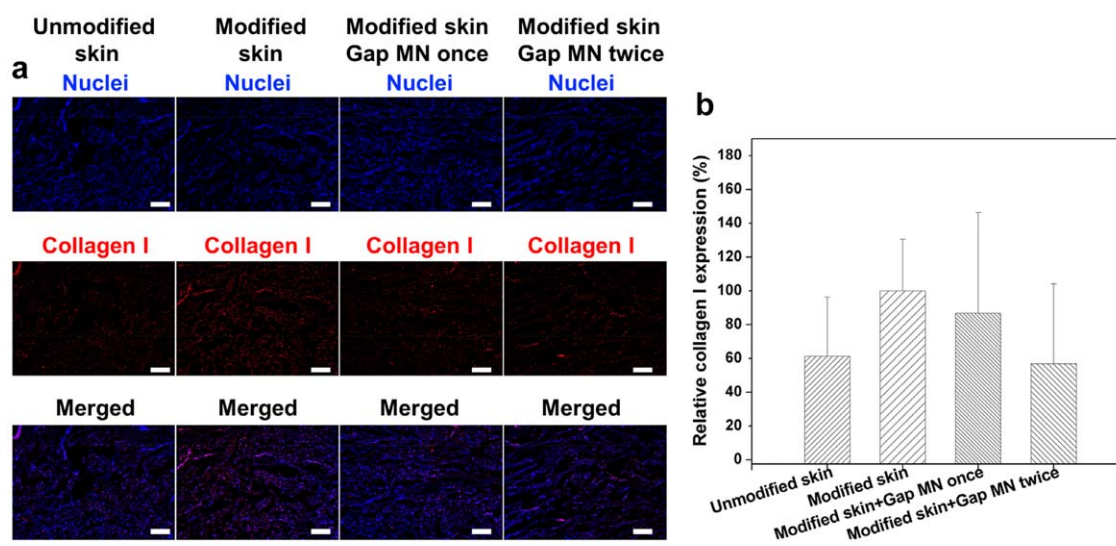 Unmodified
skin
Modified
skin
Modified skin
Gap MN once
Modified skin
Gap MN twice
a
Nuclei
Nuclei
Nuclei
Nuclei
Collagen I
Collagen I
Collagen I
Collagen I
Merged
Merged
Merged
Merged
b
Relative collagen I expression (%)
180
160
140
120
100
80
60
40
20
0
Unmodified skin
Modified skin
Modified skin+Gap MN once
Modified skin+Gap MN twice